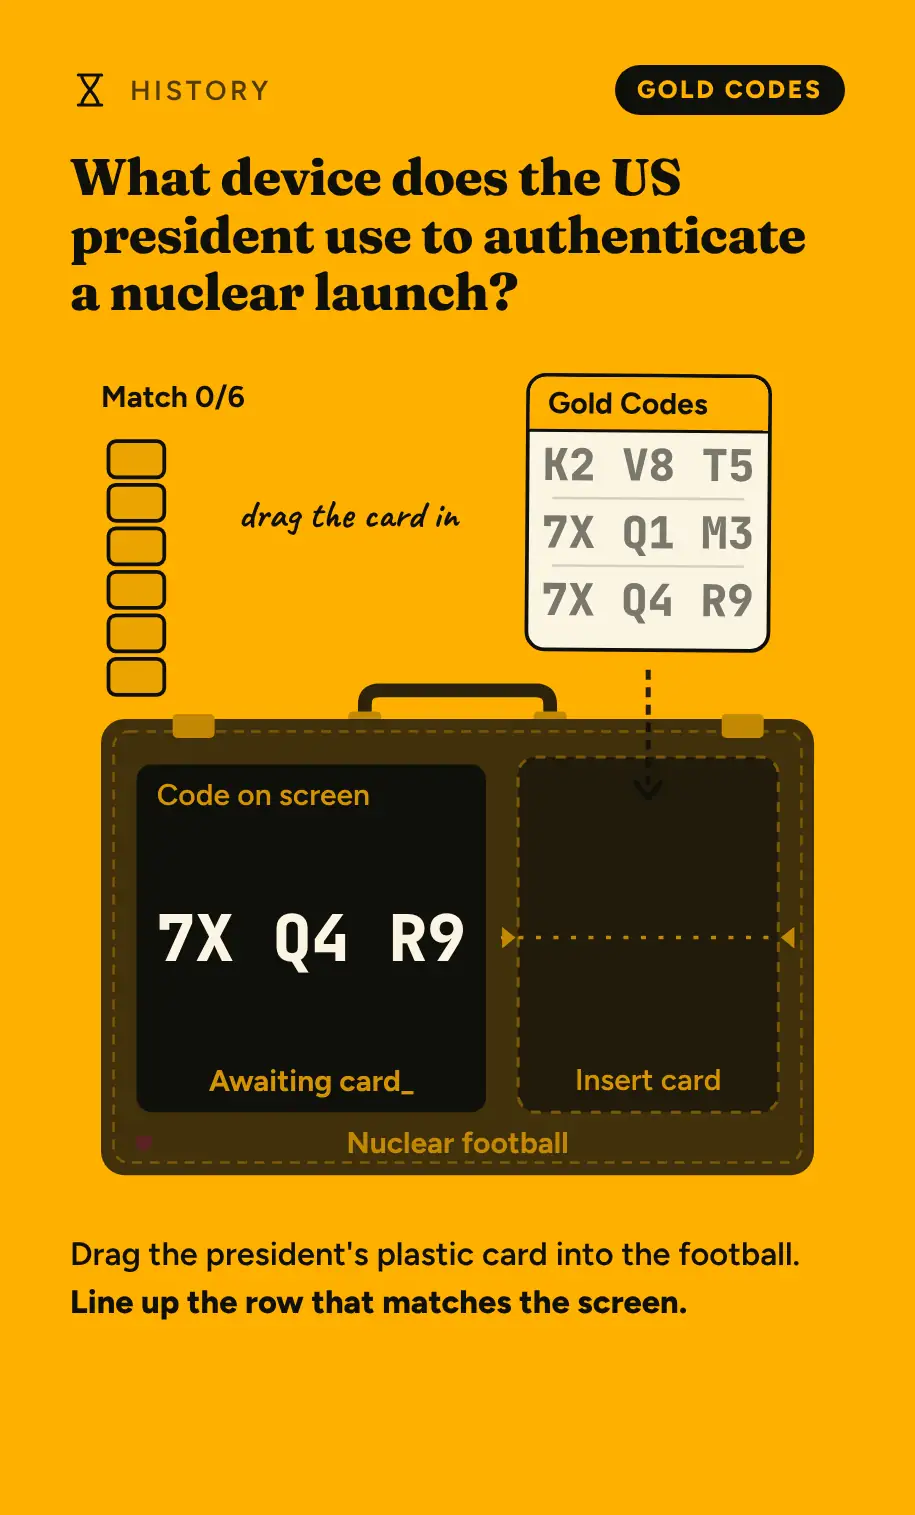 HISTORY
GOLD CODES
What device does the US
president use to authenticate
a nuclear launch?
Match 0/6
drag the card in
Gold Codes
K2 V8 T5
7X Q1 M3
7X Q4 R9
Code on screen
7X Q4 R9
Awaiting card_
Insert card
Nuclear football
Drag the president's plastic card into the football.
Line up the row that matches the screen.